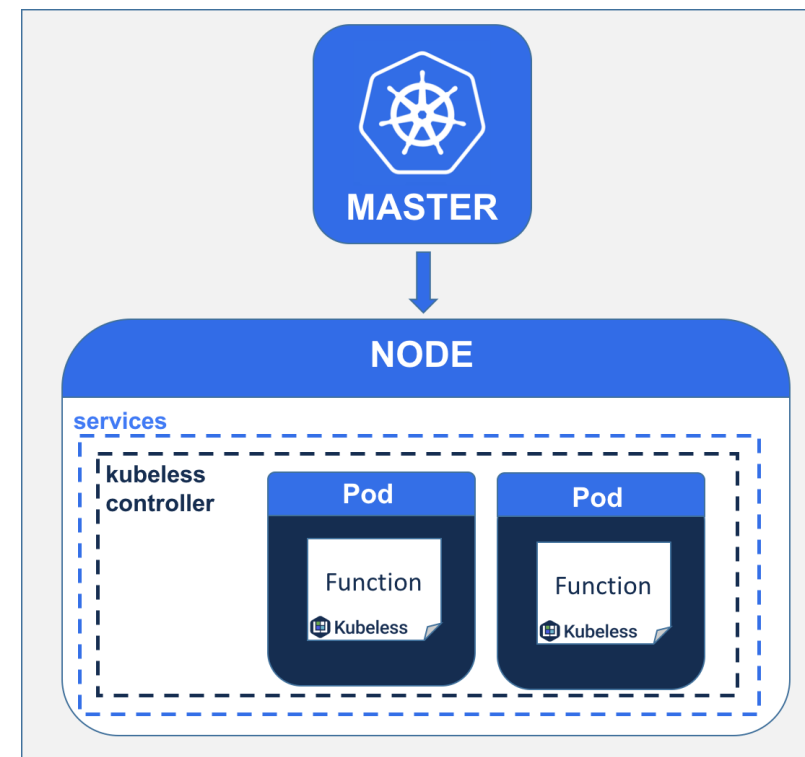 MASTER
NODE
services
kubeless
controller
Pod
Function
Kubeless
Pod
Function
Kubeless